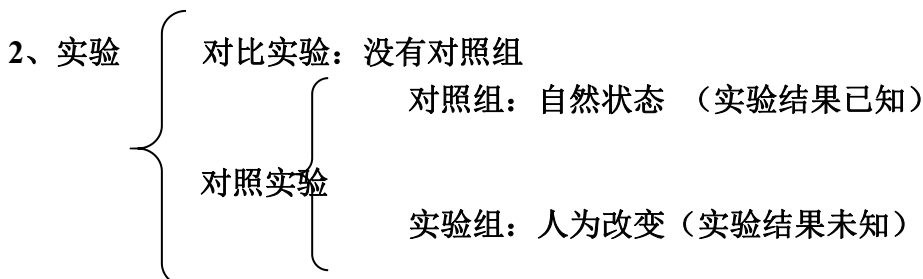 2、实验
对比实验：没有对照组
对照组：自然状态 （实验结果已知）
对照实验
实验组：人为改变（实验结果未知）